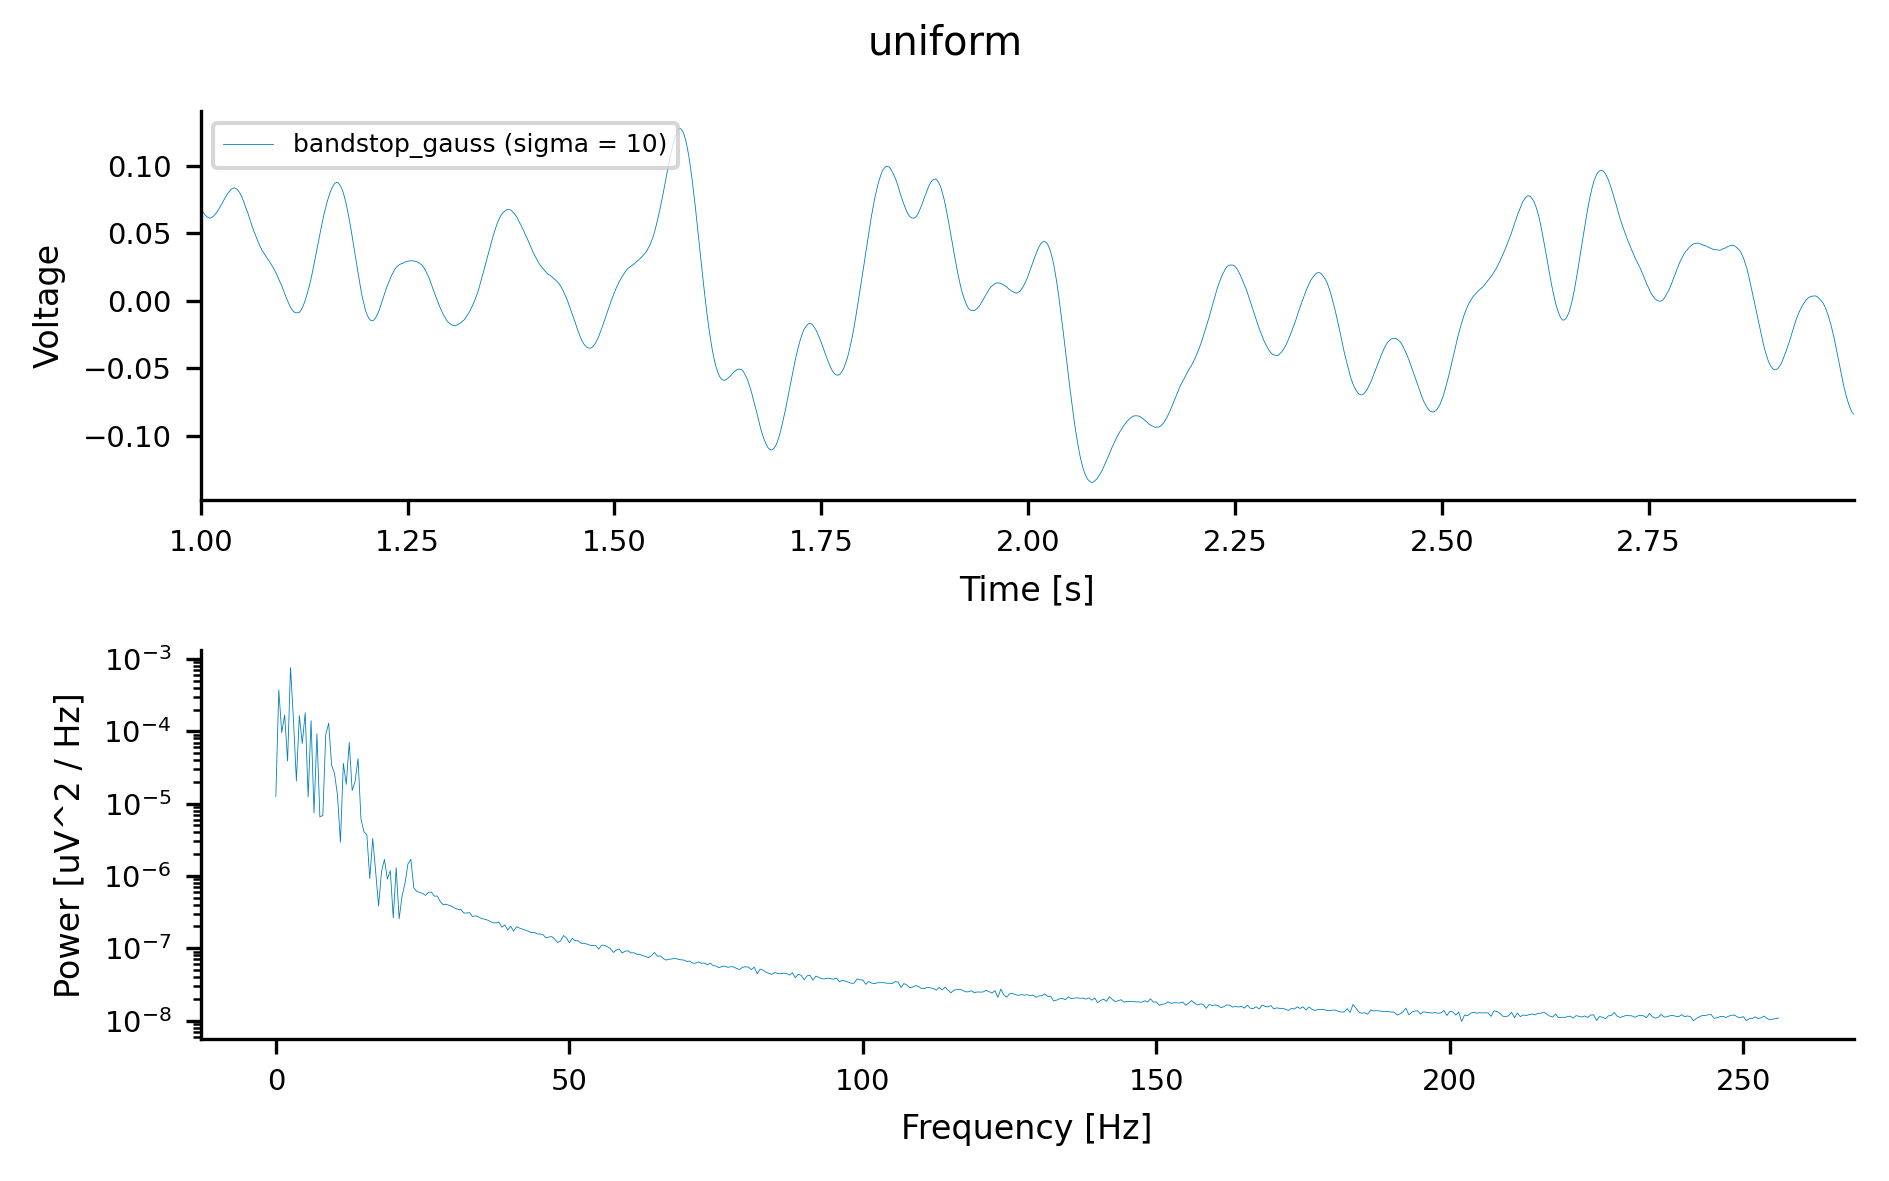 uniform
bandstop_gauss (sigma = 10)
Voltage
0.10
0.05
0.00
−0.05
−0.10
1.00 1.25 1.50 1.75 2.00 2.25 2.50 2.75
Time [s]
Power [uV^2 / Hz]
10⁻³
10⁻⁴
10⁻⁵
10⁻⁶
10⁻⁷
10⁻⁸
0 50 100 150 200 250
Frequency [Hz]